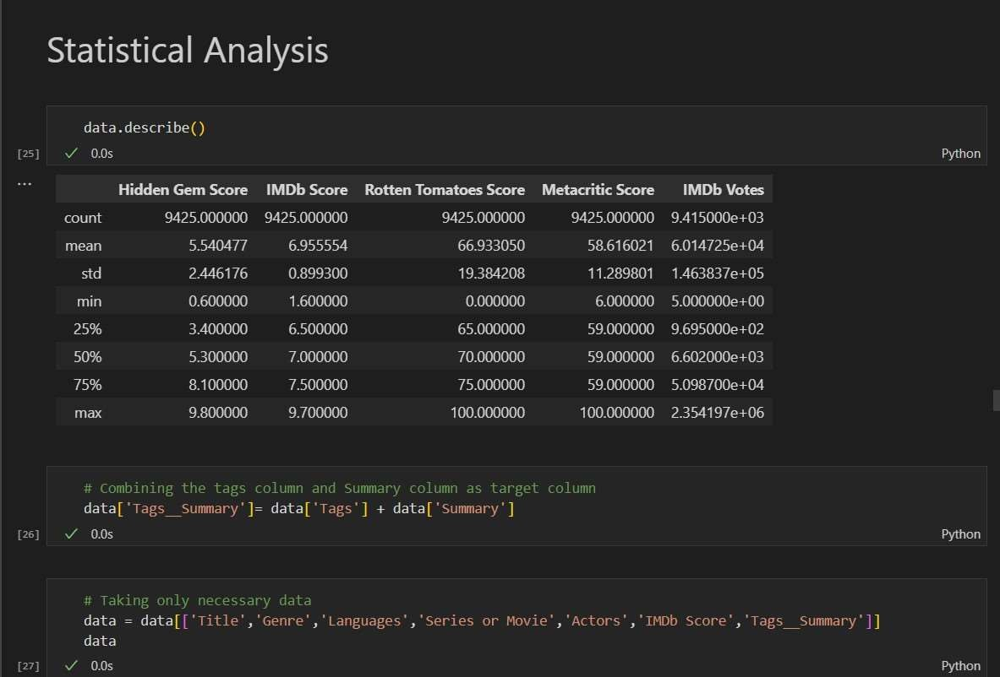 Statistical Analysis
data.describe()
[25] 0.0s Python
...
Hidden Gem Score IMDb Score Rotten Tomatoes Score Metacritic Score IMDb Votes
count 9425.000000 9425.000000 9425.000000 9425.000000 9.415000e+03
mean 5.540477 6.955554 66.933050 58.616021 6.014725e+04
std 2.446176 0.899300 19.384208 11.289801 1.463837e+05
min 0.600000 1.600000 0.000000 6.000000 5.000000e+00
25% 3.400000 6.500000 65.000000 59.000000 9.695000e+02
50% 5.300000 7.000000 70.000000 59.000000 6.602000e+03
75% 8.100000 7.500000 75.000000 59.000000 5.098700e+04
max 9.800000 9.700000 100.000000 100.000000 2.354197e+06
# Combining the tags column and Summary column as target column
data['Tags__Summary']= data['Tags'] + data['Summary']
[26] 0.0s Python
# Taking only necessary data
data = data[['Title','Genre','Languages','Series or Movie','Actors','IMDb Score','Tags__Summary']]
data
[27] 0.0s Python